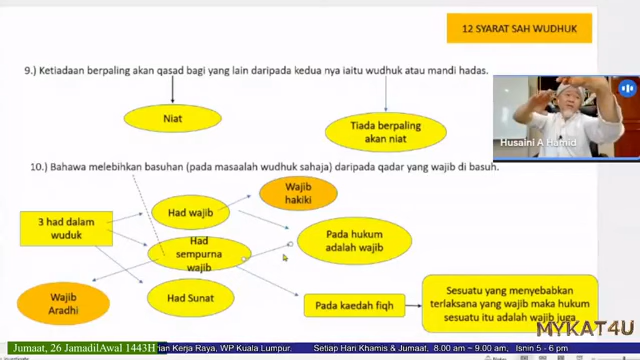 12 SYARAT SAH WUDHUK
9.) Ketiadaan berpaling akan qasad bagi yang lain daripada kedua nya iaitu wudhuk atau mandi hadas.
Niat
Tiada berpaling
akan niat
Husaini A Hamid
10.) Bahawa melebihkan basuhan (pada masaalah wudhuk sahaja) daripada qadar yang wajib di basuh.
Wajib
hakiki
3 had dalam
wuduk
Had wajib
Had
sempurna
wajib
Pada hukum
adalah wajib
Wajib
Aradhi
Had Sunat
Pada kaedah fiqh
Sesuatu yang menyebabkan
terlaksana yang wajib maka hukum
sesuatu itu adalah wajib juga
MYKAT4U
Jumaat, 26 JamadilAwal 1443H
rian Kerja Raya, WP Kuala Lumpur.
Setiap Hari Khamis & Jumaat, 8.00 am ~ 9.00 am, Isnin 5 - 6 pm